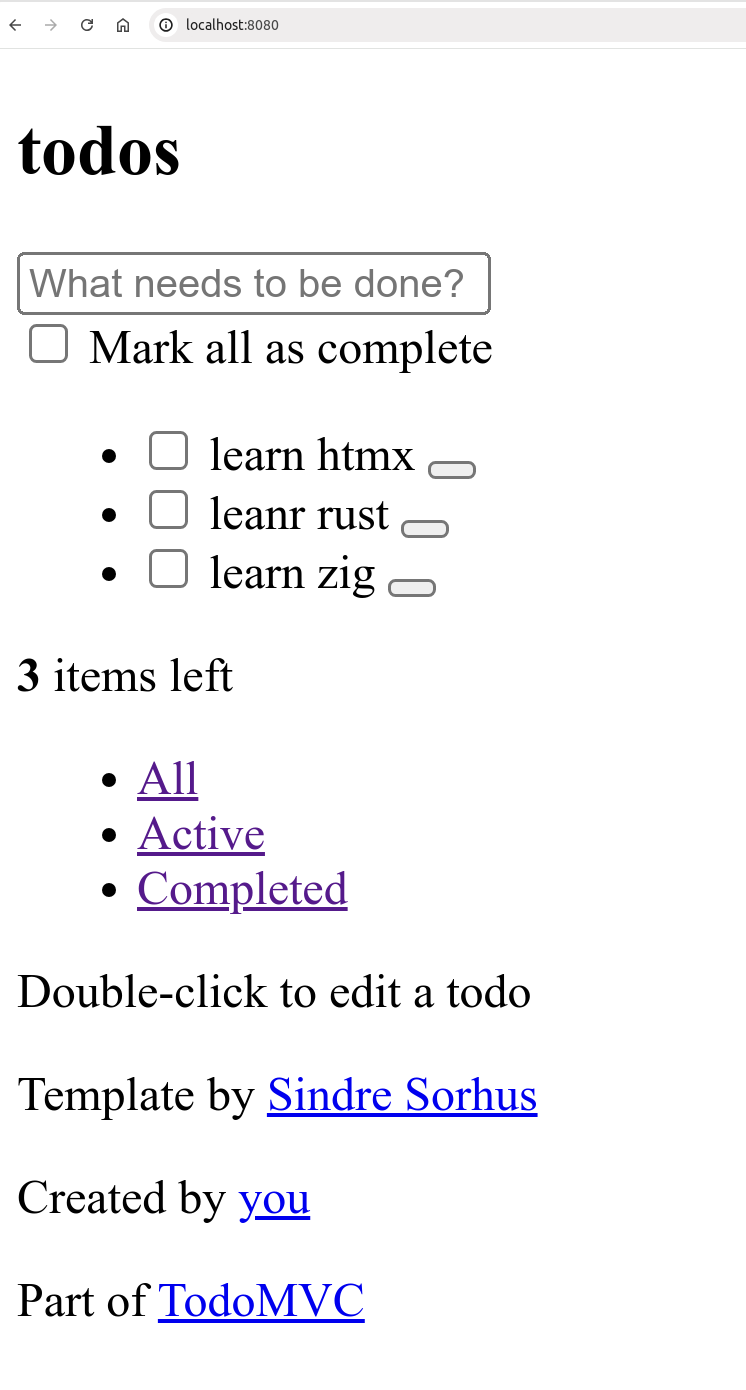 localhost:8080
todos
What needs to be done?
Mark all as complete
learn htmx
leanr rust
learn zig
3 items left
All
Active
Completed
Double-click to edit a todo
Template by Sindre Sorhus
Created by you
Part of TodoMVC